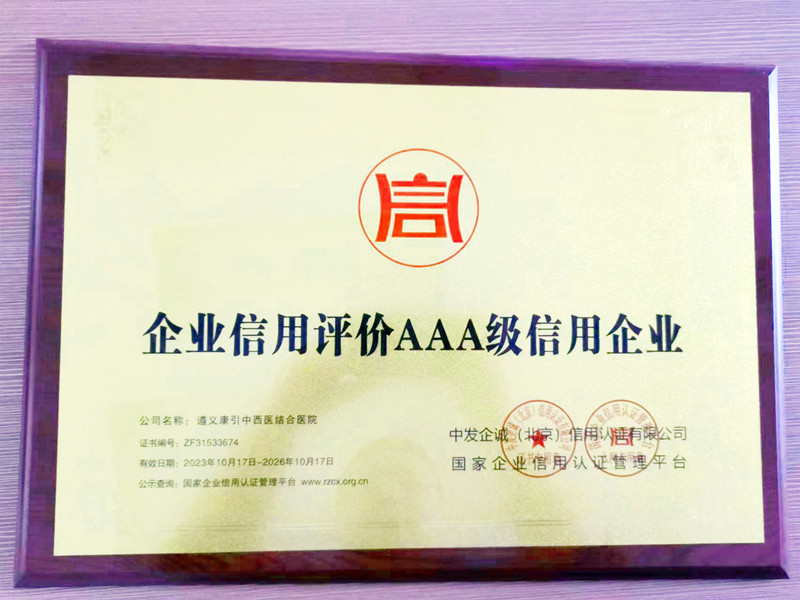 信
企业信用评价AAA级信用企业
公司名称：遵义康引中西医结合医院
证书编号：ZF31533674
有效日期：2023年10月17日-2026年10月17日
公示查询：国家企业信用认证管理平台 www.rzcx.org.cn
中发企诚（北京）信用认证有限公司
国家企业信用认证管理平台